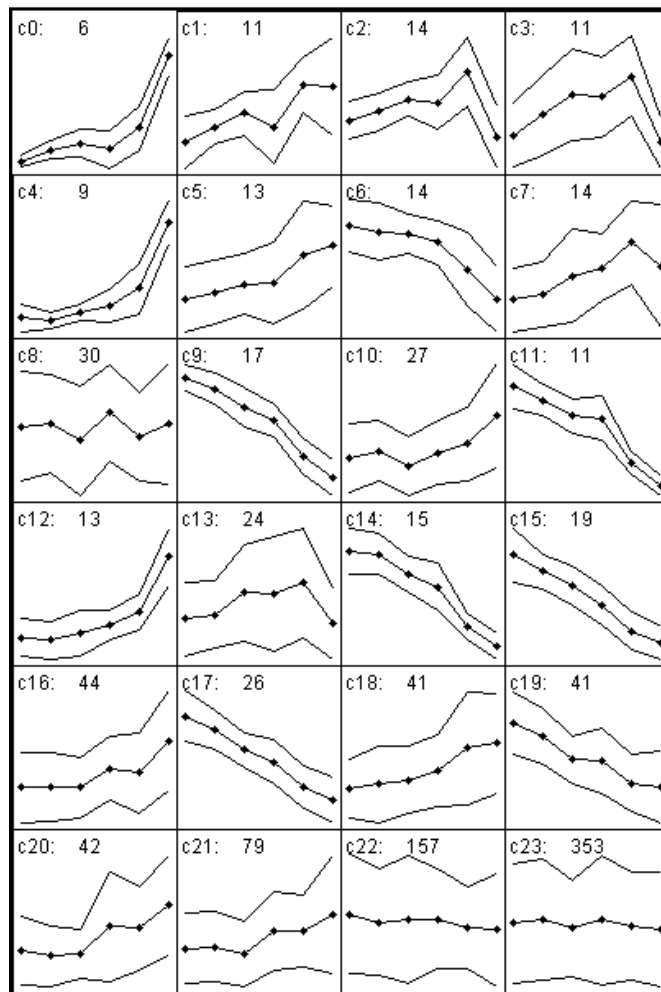 c0: 6 c1: 11 c2: 14 c3: 11
c4: 9 c5: 13 c6: 14 c7: 14
c8: 30 c9: 17 c10: 27 c11: 11
c12: 13 c13: 24 c14: 15 c15: 19
c16: 44 c17: 26 c18: 41 c19: 41
c20: 42 c21: 79 c22: 157 c23: 353